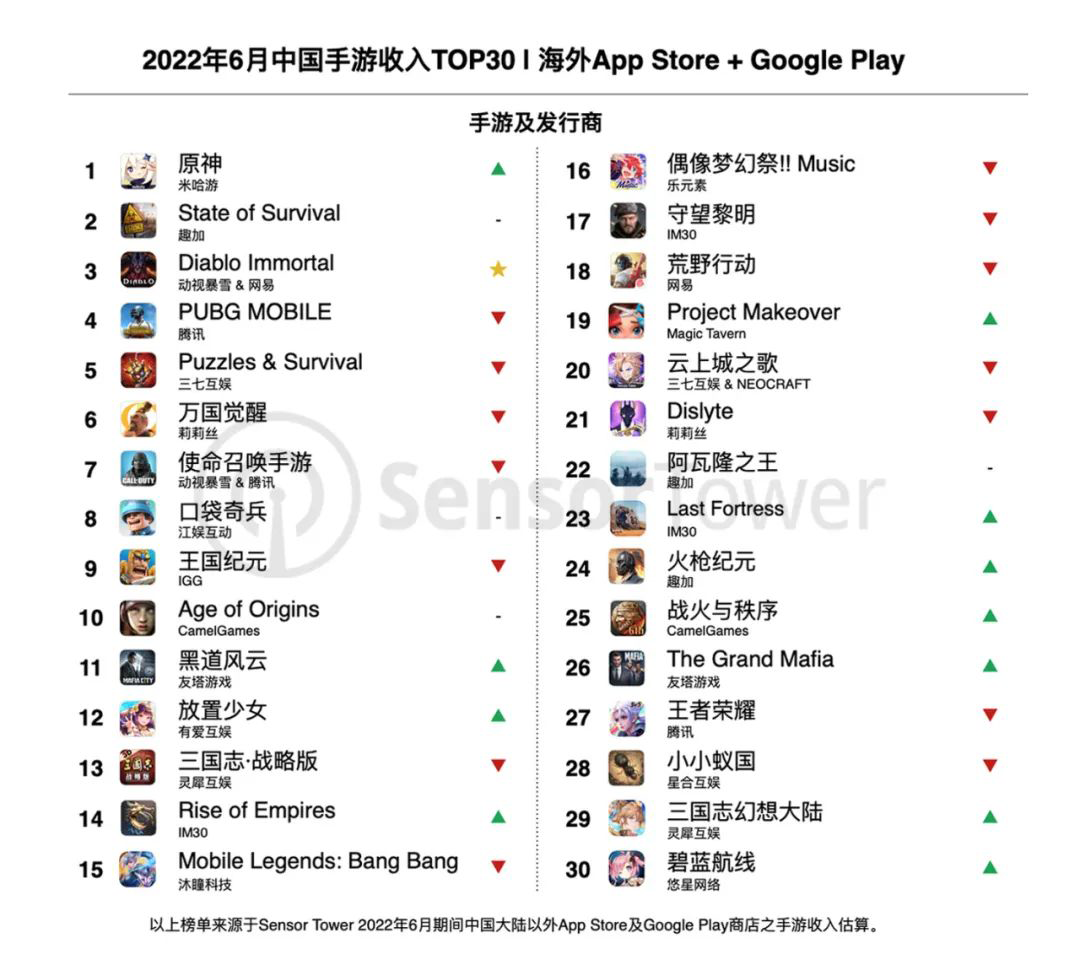 2022年6月中国手游收入TOP30 | 海外App Store + Google Play
手游及发行商
1 原神
米哈游
2 State of Survival -
趣加
3 Diablo Immortal
动视暴雪 & 网易
4 PUBG MOBILE
腾讯
5 Puzzles & Survival
三七互娱
6 万国觉醒
莉莉丝
7 使命召唤手游
动视暴雪 & 腾讯
8 口袋奇兵 -
江娱互动
9 王国纪元
IGG
10 Age of Origins -
CamelGames
11 黑道风云
友塔游戏
12 放置少女
有爱互娱
13 三国志·战略版
灵犀互娱
14 Rise of Empires
IM30
15 Mobile Legends: Bang Bang
沐瞳科技
16 偶像梦幻祭!! Music
乐元素
17 守望黎明
IM30
18 荒野行动
网易
19 Project Makeover
Magic Tavern
20 云上城之歌
三七互娱 & NEOCRAFT
21 Dislyte
莉莉丝
22 阿瓦隆之王 -
趣加
23 Last Fortress
IM30
24 火枪纪元
趣加
25 战火与秩序
CamelGames
26 The Grand Mafia
友塔游戏
27 王者荣耀
腾讯
28 小小蚁国
星合互娱
29 三国志幻想大陆
灵犀互娱
30 碧蓝航线
悠星网络
SensorTower
以上榜单来源于Sensor Tower 2022年6月期间中国大陆以外App Store及Google Play商店之手游收入估算。